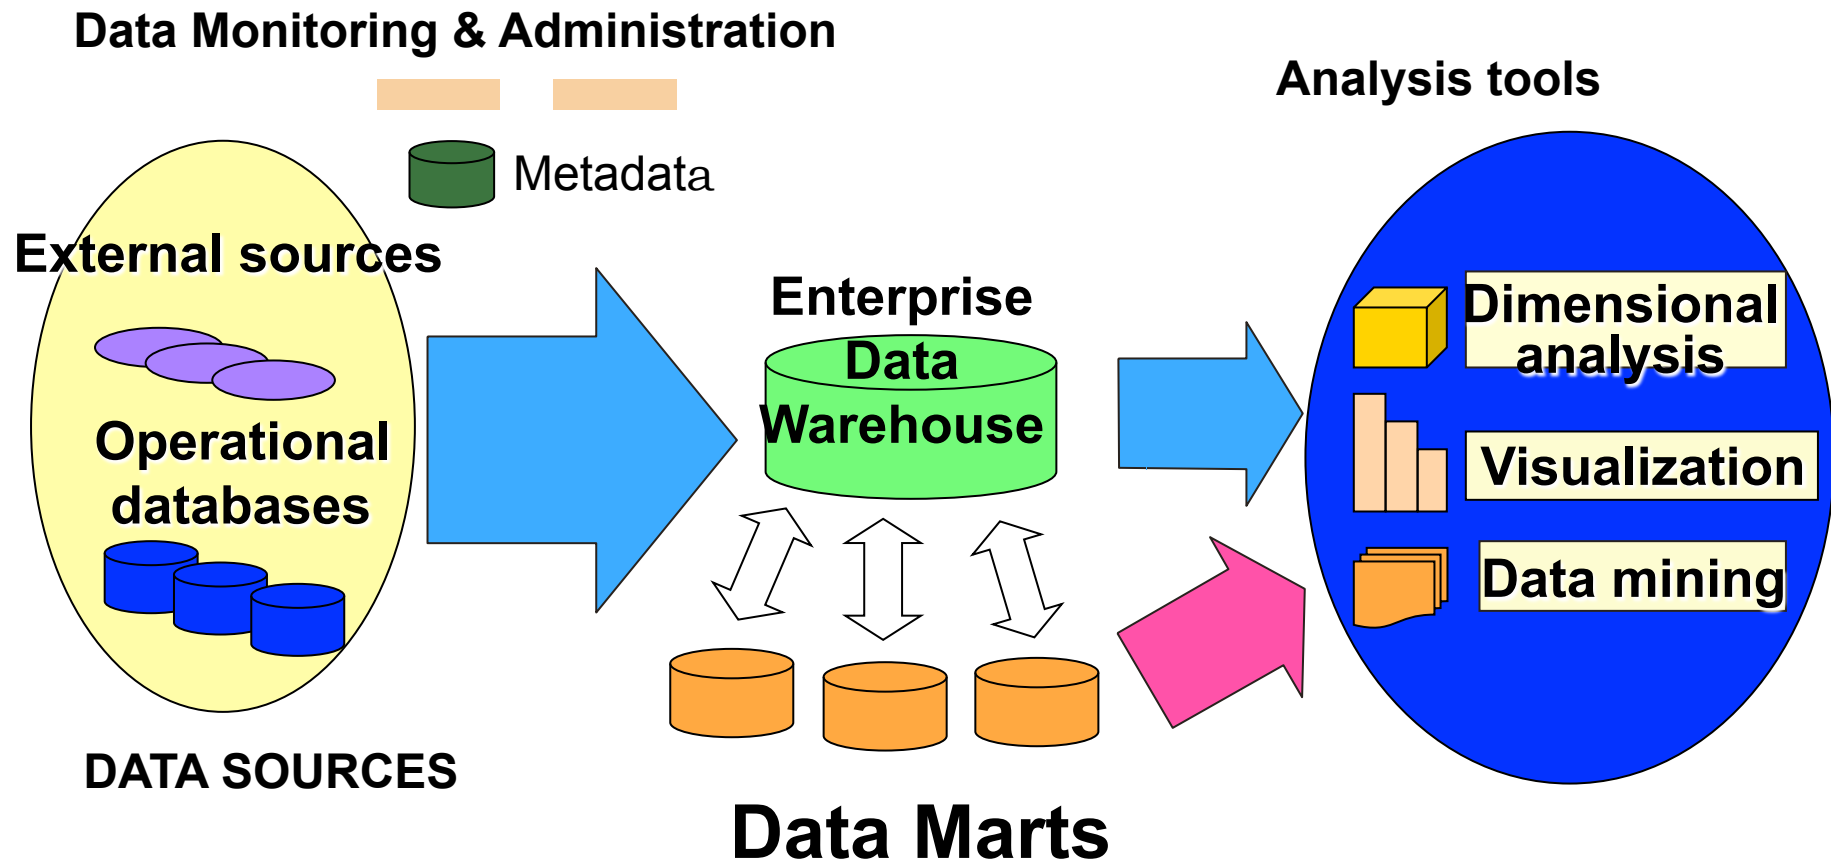 Data Monitoring & Administration
Analysis tools
Metadata
External sources
Operational
databases
DATA SOURCES
Enterprise
Data
Warehouse
Data Marts
Dimensional
analysis
Visualization
Data mining